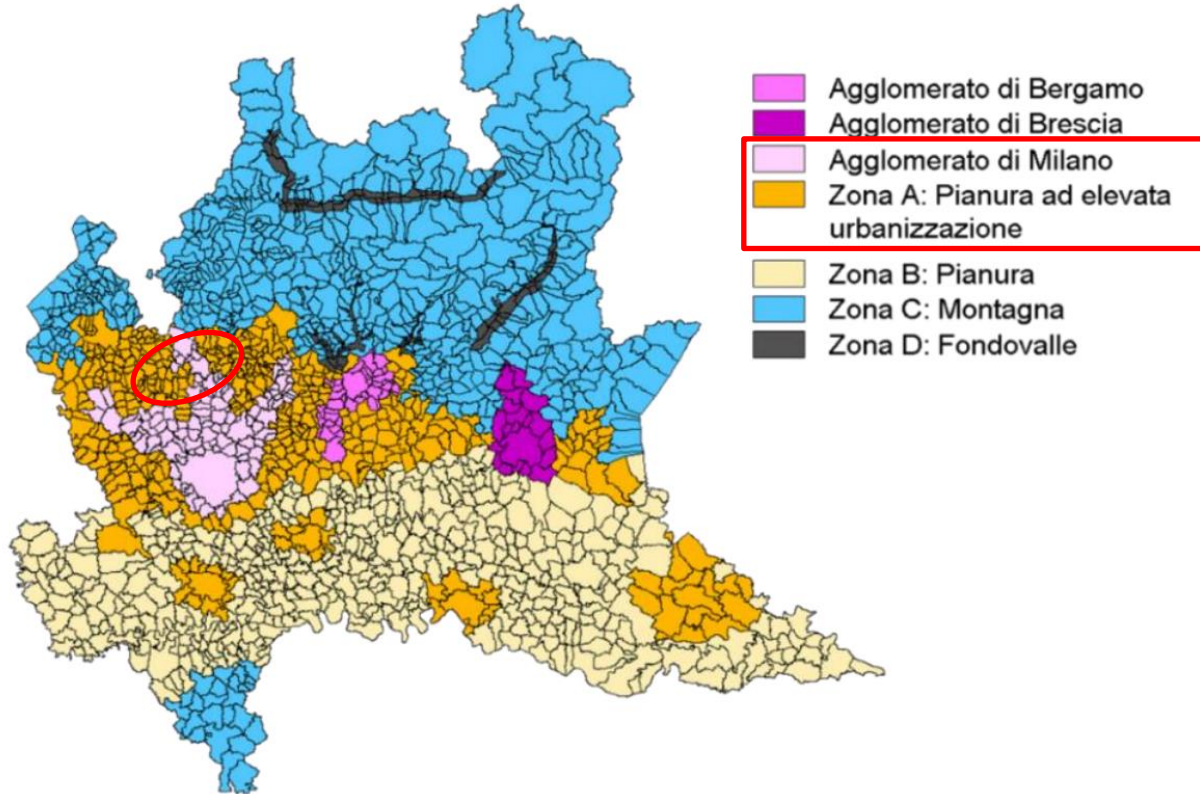 Agglomerato di Bergamo
Agglomerato di Brescia
Agglomerato di Milano
Zona A: Pianura ad elevata
urbanizzazione
Zona B: Pianura
Zona C: Montagna
Zona D: Fondovalle